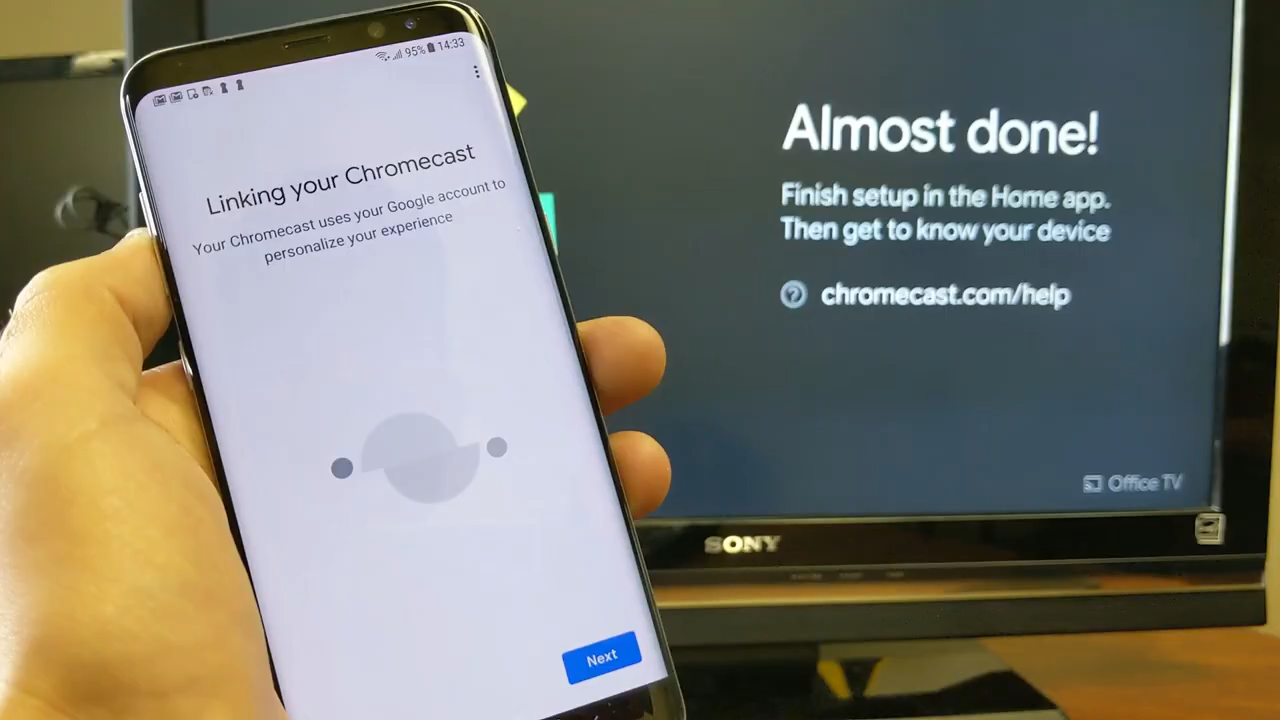 95% 14:33
Linking your Chromecast
Your Chromecast uses your Google account to
personalize your experience
Next
Almost done!
Finish setup in the Home app.
Then get to know your device
chromecast.com/help
Office TV
SONY